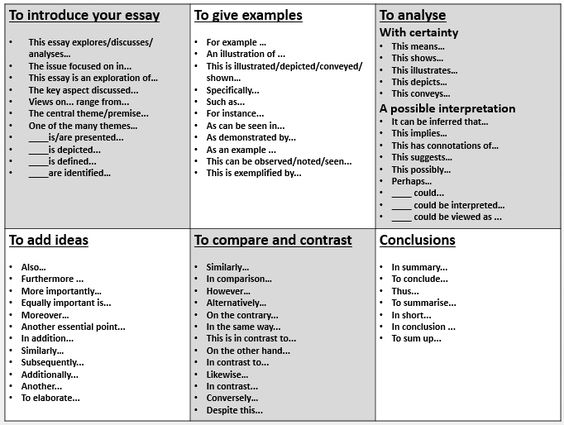 To introduce your essay
• This essay explores/discusses/
analyses...
• The issue focused on in...
• This essay is an exploration of...
• The key aspect discussed...
• Views on... range from...
• The central theme/premise...
• One of the many themes...
• ____is/are presented...
• ____is depicted...
• ____is defined...
• ____are identified...
To give examples
• For example ...
• An illustration of ...
• This is illustrated/depicted/conveyed/
shown...
• Specifically...
• Such as...
• For instance...
• As can be seen in...
• As demonstrated by...
• As an example ...
• This can be observed/noted/seen...
• This is exemplified by...
To analyse
With certainty
• This means...
• This shows...
• This illustrates...
• This depicts...
• This conveys...
A possible interpretation
• It can be inferred that...
• This implies...
• This has connotations of...
• This suggests...
• This possibly...
• Perhaps...
• ____ could...
• ____ could be interpreted...
• ____ could be viewed as ...
To add ideas
• Also...
• Furthermore ...
• More importantly...
• Equally important is...
• Moreover...
• Another essential point...
• In addition...
• Similarly...
• Subsequently...
• Additionally...
• Another...
• To elaborate...
To compare and contrast
• Similarly...
• In comparison...
• However...
• Alternatively...
• On the contrary...
• In the same way...
• This is in contrast to...
• On the other hand...
• In contrast to...
• Likewise...
• In contrast...
• Conversely...
• Despite this...
Conclusions
• In summary...
• To conclude...
• Thus...
• To summarise...
• In short...
• In conclusion ...
• To sum up...